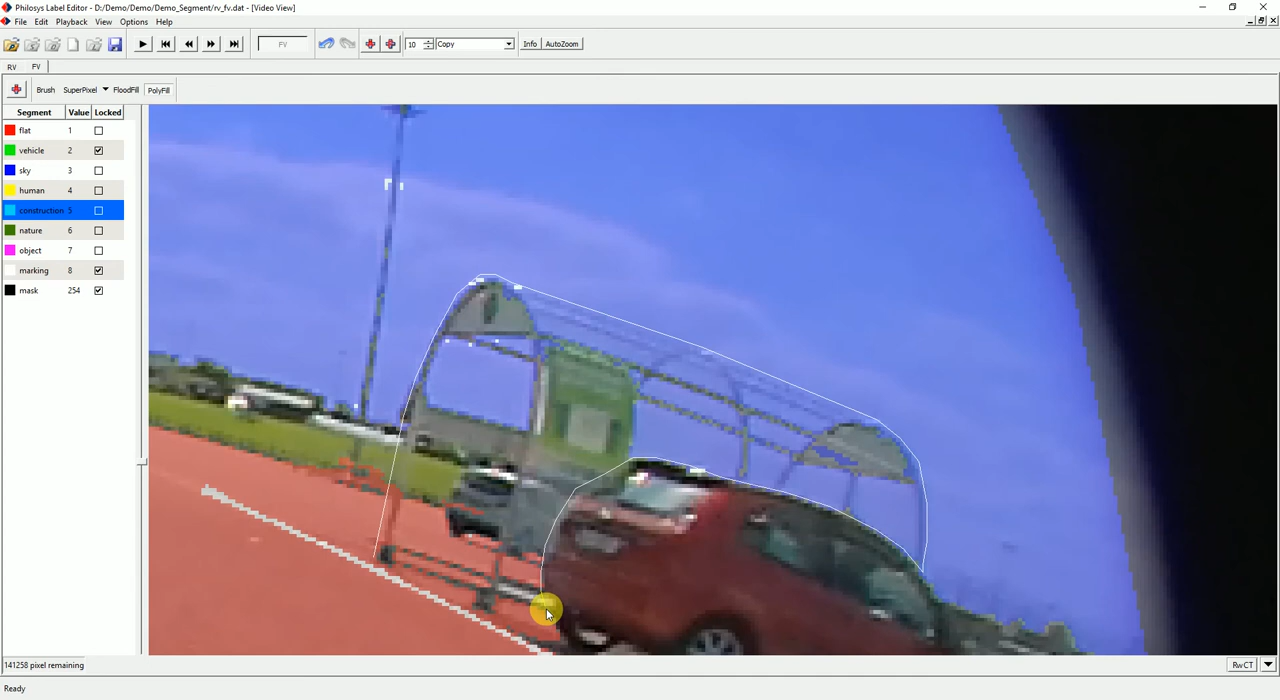 Philosys Label Editor - D:/Demo/Demo/Demo_Segment/rv_fv.dat - [Video View]
File Edit Playback View Options Help
FV 10 Copy Info AutoZoom
RV FV
Brush SuperPixel FloodFill PolyFill
Segment Value Locked
flat 1
vehicle 2
sky 3
human 4
construction 5
nature 6
object 7
marking 8
mask 254
141258 pixel remaining RwCT
Ready